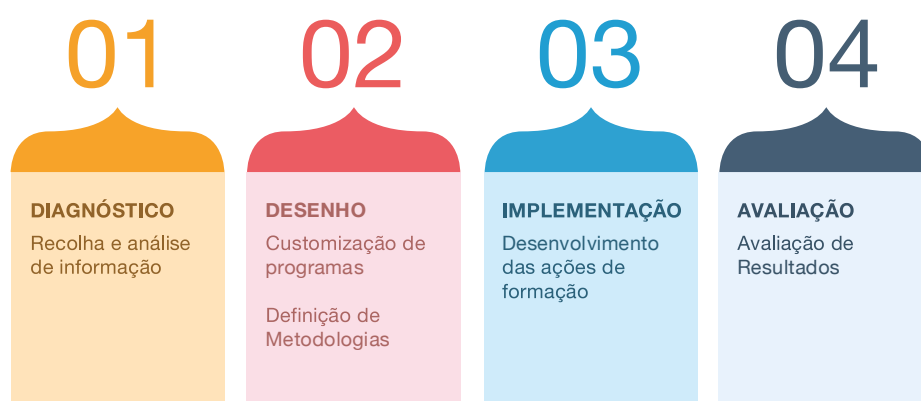 01
DIAGNÓSTICO
Recolha e análise
de informação
02
DESENHO
Customização de
programas
Definição de
Metodologias
03
IMPLEMENTAÇÃO
Desenvolvimento
das ações de
formação
04
AVALIAÇÃO
Avaliação de
Resultados